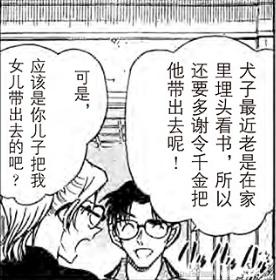 犬子最近老是在家
里埋头看书，所以
还要多谢令千金把
他带出去呢！
可是，
应该是你儿子把我
女儿带出去的吧？